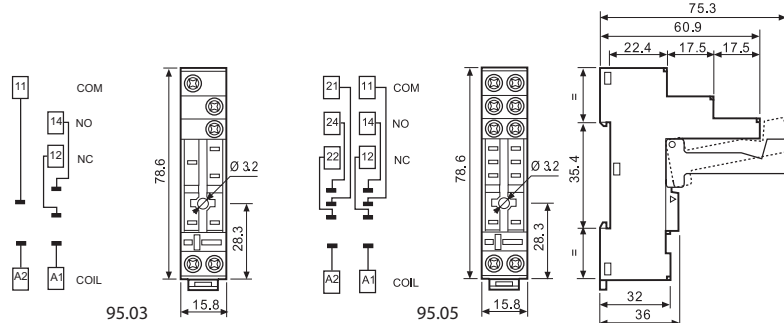 11
COM
14
NO
12
NC
A2
A1
COIL
95.03
78.6
Ø 3.2
28.3
15.8
21
11
COM
24
14
NO
22
12
NC
A2
A1
COIL
95.05
78.6
Ø 3.2
28.3
15.8
75.3
60.9
22.4
17.5
17.5
=
35.4
=
32
36